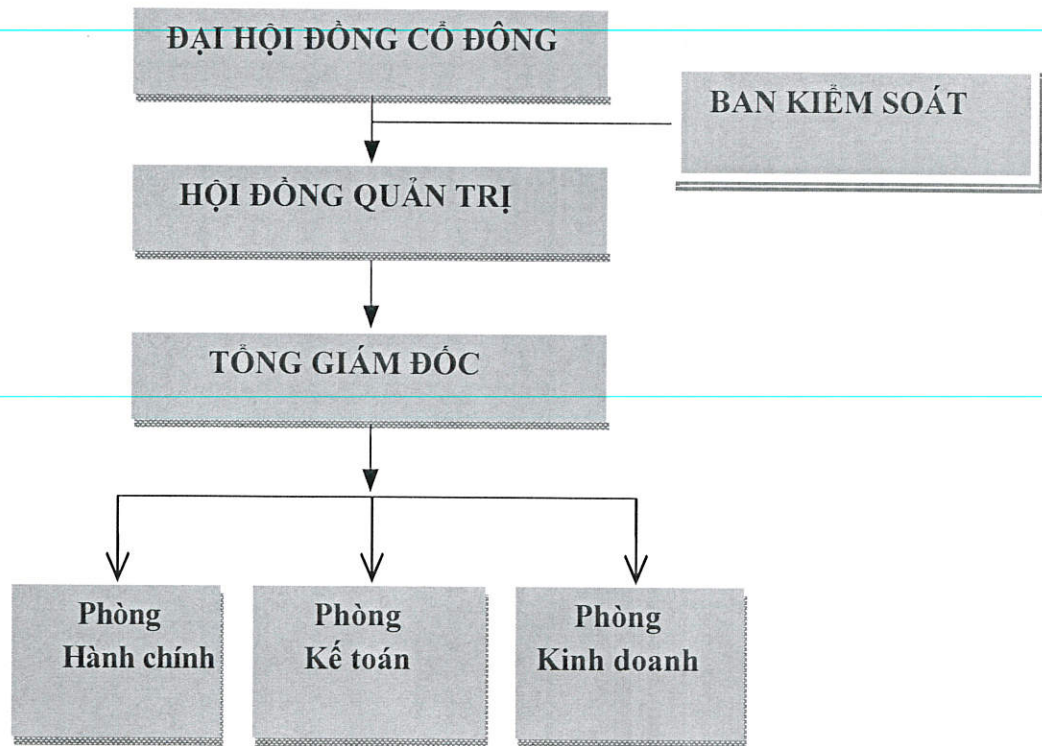 ĐẠI HỘI ĐỒNG CỔ ĐÔNG
BAN KIỂM SOÁT
HỘI ĐỒNG QUẢN TRỊ
TỔNG GIÁM ĐỐC
Phòng
Hành chính
Phòng
Kế toán
Phòng
Kinh doanh